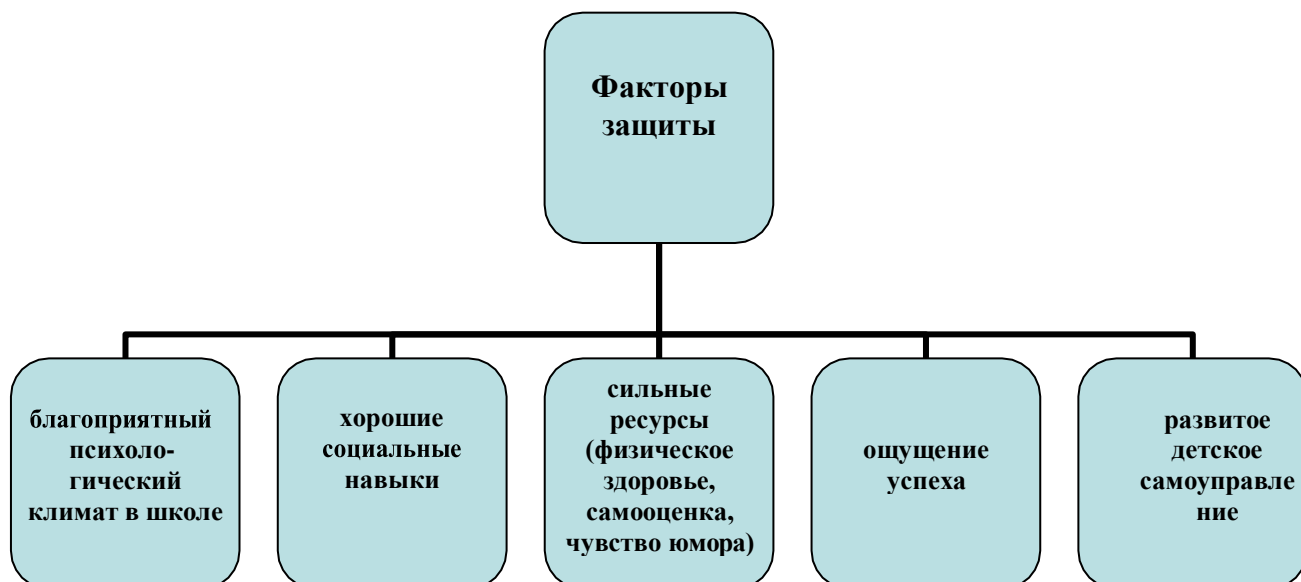 Факторы
защиты
благоприятный
психоло-
гический
климат в школе
хорошие
социальные
навыки
сильные
ресурсы
(физическое
здоровье,
самооценка,
чувство юмора)
ощущение
успеха
развитое
детское
самоуправле
ние